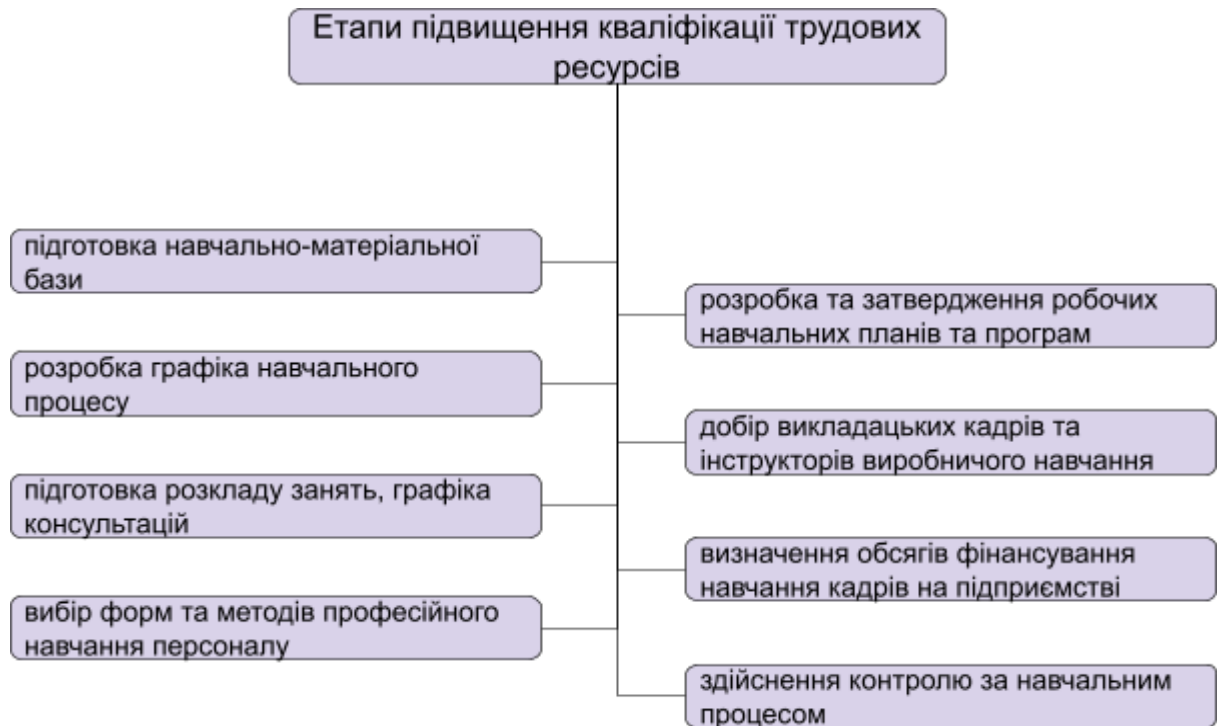 Етапи підвищення кваліфікації трудових
ресурсів
підготовка навчально-матеріальної
бази
розробка та затвердження робочих
навчальних планів та програм
розробка графіка навчального
процесу
добір викладацьких кадрів та
інструкторів виробничого навчання
підготовка розкладу занять, графіка
консультацій
визначення обсягів фінансування
навчання кадрів на підприємстві
вибір форм та методів професійного
навчання персоналу
здійснення контролю за навчальним
процесом